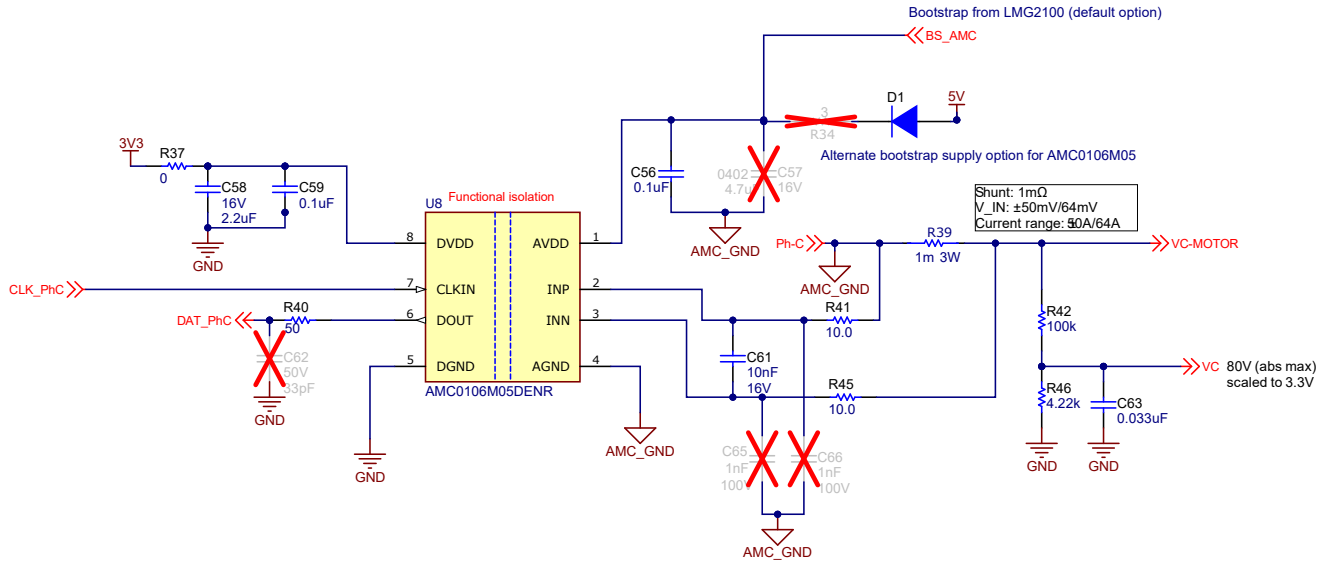 Bootstrap from LMG2100 (default option)
BS_AMC
D1
5V
3
R34
Alternate bootstrap supply option for AMC0106M05
3V3
R37
0
C58
16V
2.2uF
C59
0.1uF
GND
C56
0.1uF
0402
C57
16V
AMC_GND
Functional isolation
U8
8
DVDD
AVDD
1
7
CLKIN
INP
2
6
DOUT
INN
3
5
DGND
AGND
4
AMC0106M05DENR
CLK_PhC
DAT_PhC
R40
50
C62
50V
33pF
GND
GND
AMC_GND
Shunt: 1mΩ
V_IN: ±50mV/64mV
Current range: ±50A/64A
Ph-C
AMC_GND
R39
1m 3W
VC-MOTOR
R41
10.0
C61
10nF
16V
R45
10.0
C65
1nF
100V
C66
1nF
100V
AMC_GND
R42
100k
VC
80V (abs max)
scaled to 3.3V
R46
4.22k
C63
0.033uF
GND
GND